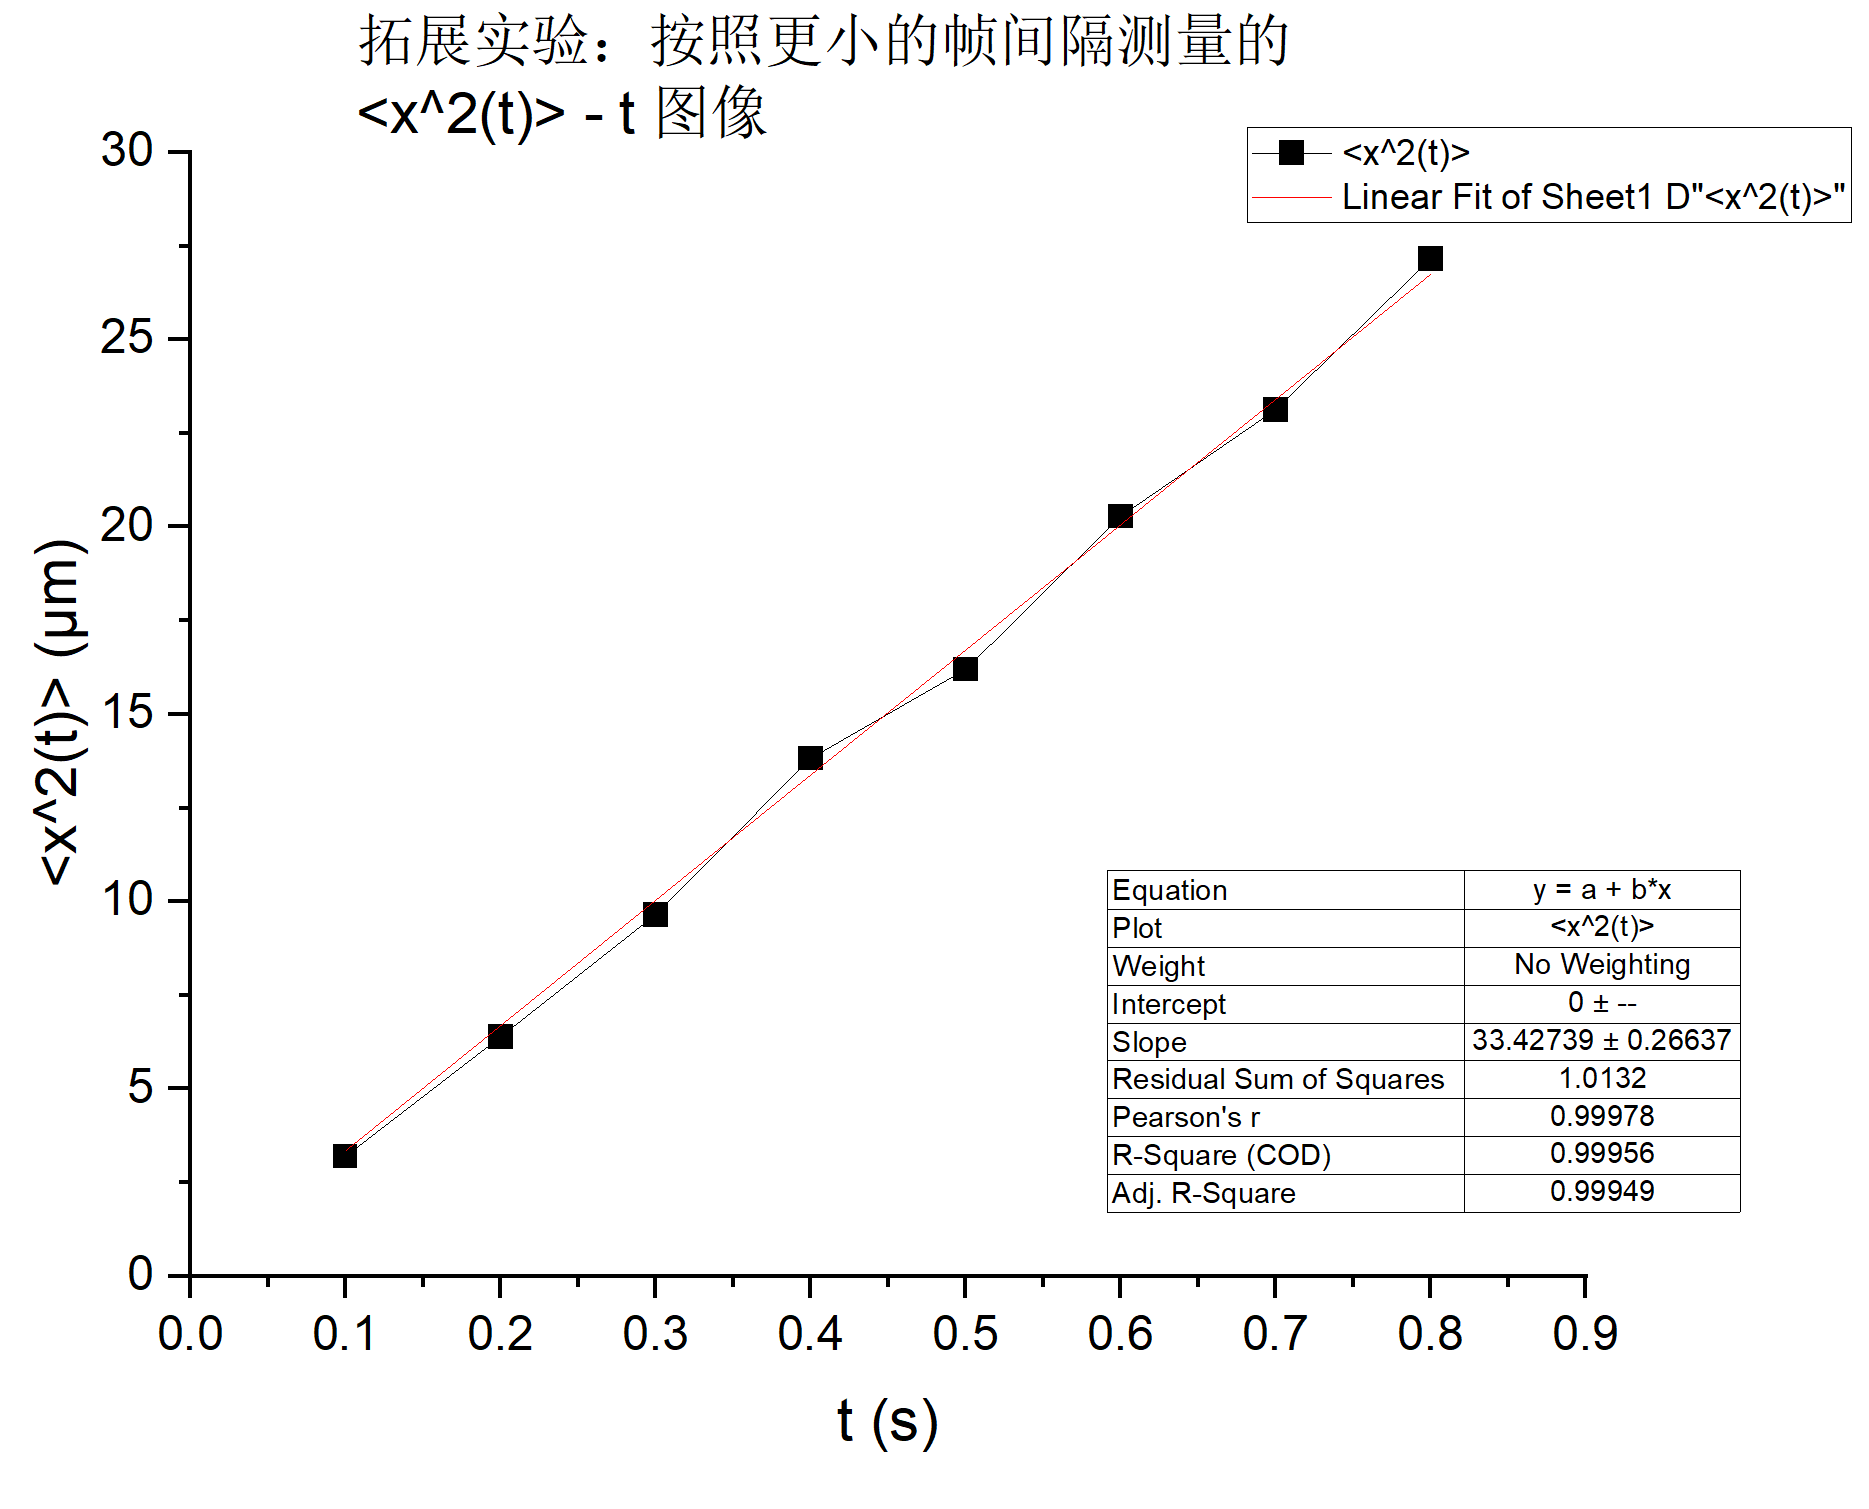 拓展实验：按照更小的帧间隔测量的
<x^2(t)> - t 图像
<x^2(t)>
Linear Fit of Sheet1 D"<x^2(t)>"
30
25
20
15
10
5
0
<x^2(t)> (μm)
Equation y = a + b*x
Plot <x^2(t)>
Weight No Weighting
Intercept 0 ± --
Slope 33.42739 ± 0.26637
Residual Sum of Squares 1.0132
Pearson's r 0.99978
R-Square (COD) 0.99956
Adj. R-Square 0.99949
0.0 0.1 0.2 0.3 0.4 0.5 0.6 0.7 0.8 0.9
t (s)